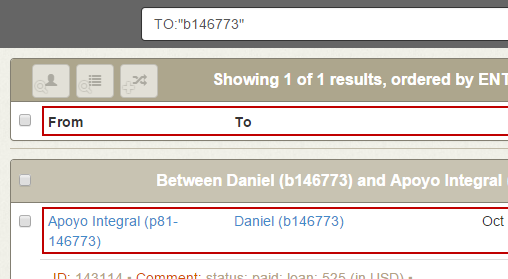 TO:"b146773"
Showing 1 of 1 results, ordered by ENT
From To
Between Daniel (b146773) and Apoyo Integral (
Apoyo Integral (p81- Daniel (b146773) Oct
146773)
ID: 143114 • Comment: status: paid; loan: 525 (in USD) •